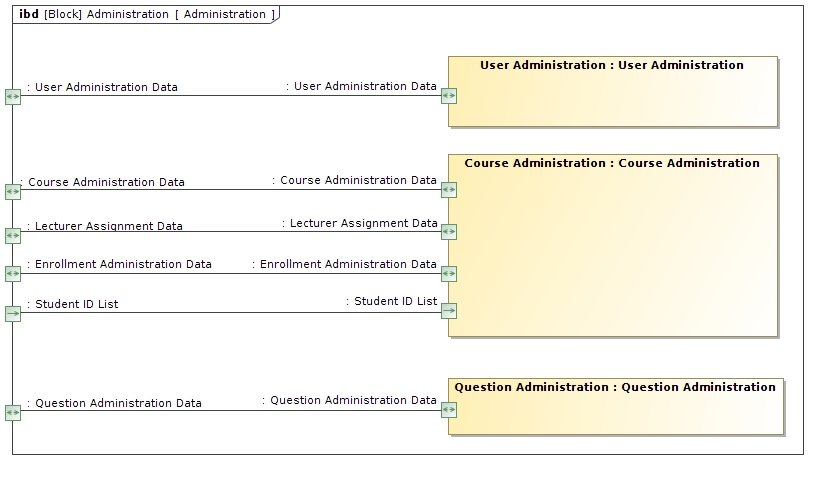 ibd [Block] Administration [ Administration ]
User Administration : User Administration
: User Administration Data
: User Administration Data
Course Administration : Course Administration
: Course Administration Data
: Course Administration Data
: Lecturer Assignment Data
: Lecturer Assignment Data
: Enrollment Administration Data
: Enrollment Administration Data
: Student ID List
: Student ID List
Question Administration : Question Administration
: Question Administration Data
: Question Administration Data